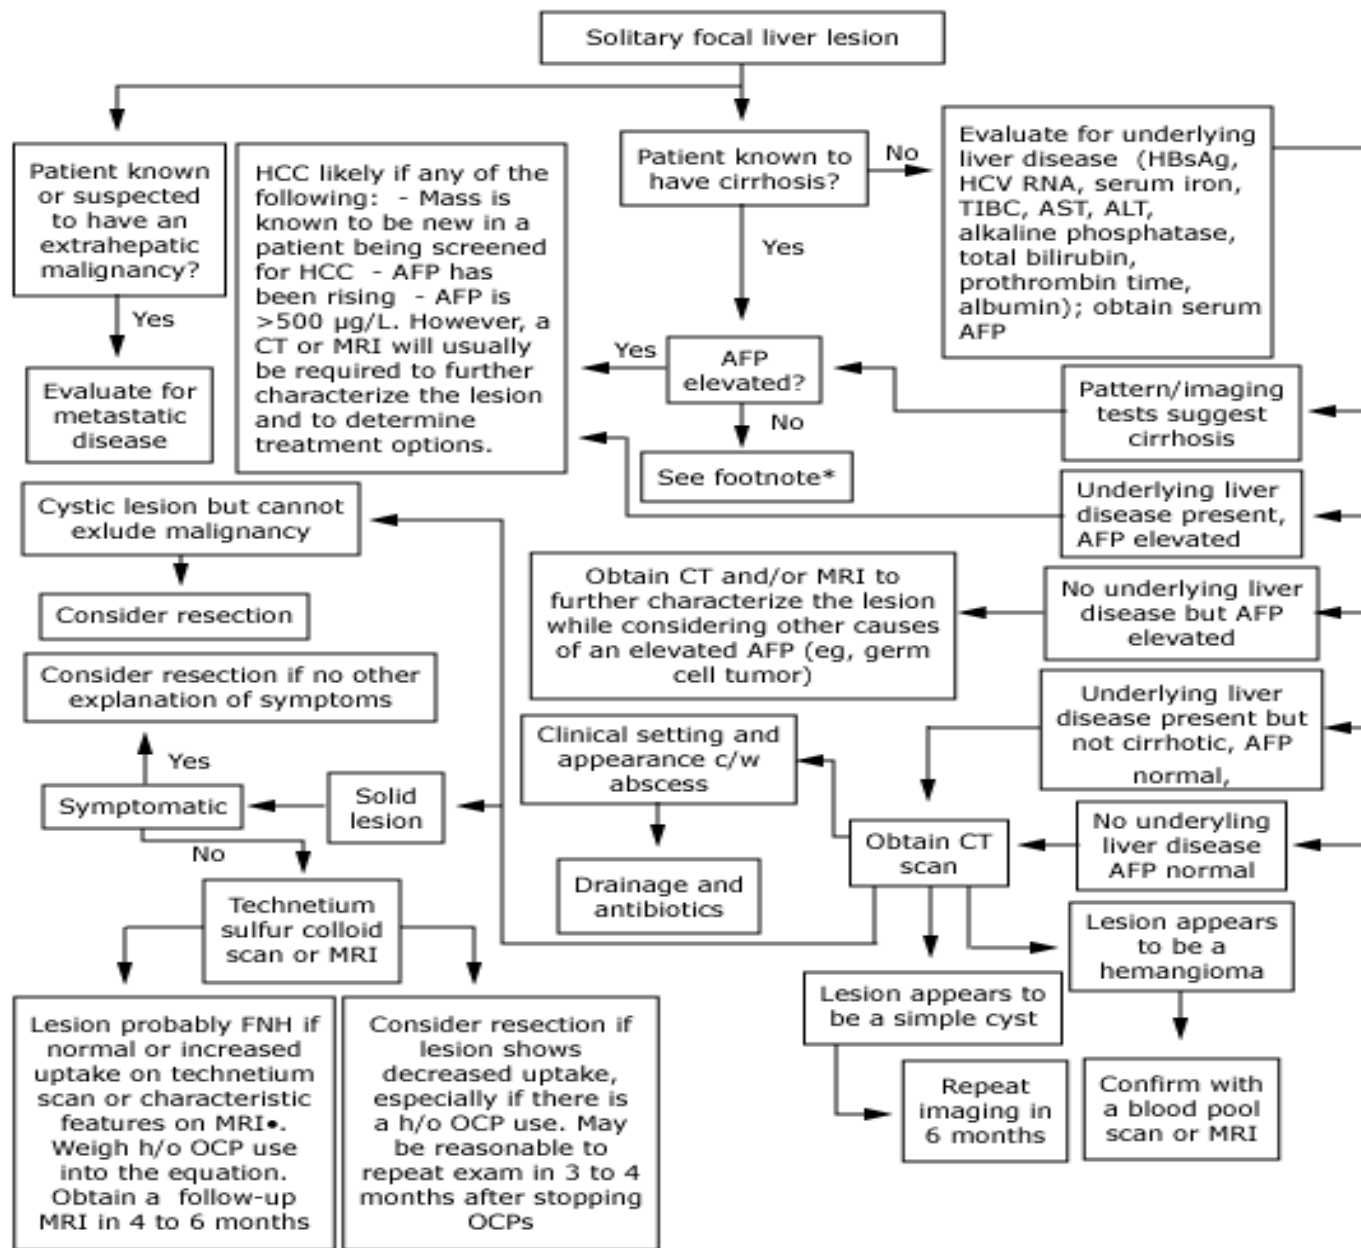 Solitary focal liver lesion
Patient known
or suspected
to have an
extrahepatic
malignancy?
Yes
Evaluate for
metastatic
disease
HCC likely if any of the
following:  - Mass is
known to be new in a
patient being screened
for HCC  - AFP has
been rising  - AFP is
>500 µg/L. However, a
CT or MRI will usually
be required to further
characterize the lesion
and to determine
treatment options.
Patient known to
have cirrhosis?
No
Yes
Evaluate for underlying
liver disease  (HBsAg,
HCV RNA, serum iron,
TIBC, AST, ALT,
alkaline phosphatase,
total bilirubin,
prothrombin time,
albumin); obtain serum
AFP
AFP
elevated?
Yes
No
See footnote*
Pattern/imaging
tests suggest
cirrhosis
Underlying liver
disease present,
AFP elevated
No underlying liver
disease but AFP
elevated
Obtain CT and/or MRI to
further characterize the lesion
while considering other causes
of an elevated AFP (eg, germ
cell tumor)
Underlying liver
disease present but
not cirrhotic, AFP
normal,
No underyling
liver disease
AFP normal
Obtain CT
scan
Clinical setting and
appearance c/w
abscess
Drainage and
antibiotics
Cystic lesion but cannot
exlude malignancy
Consider resection
Consider resection if no other
explanation of symptoms
Yes
Symptomatic
Solid
lesion
No
Technetium
sulfur colloid
scan or MRI
Lesion probably FNH if
normal or increased
uptake on technetium
scan or characteristic
features on MRI•.
Weigh h/o OCP use
into the equation.
Obtain a  follow-up
MRI in 4 to 6 months
Consider resection if
lesion shows
decreased uptake,
especially if there is
a h/o OCP use. May
be reasonable to
repeat exam in 3 to 4
months after stopping
OCPs
Lesion appears to
be a simple cyst
Repeat
imaging in
6 months
Lesion appears
to be a
hemangioma
Confirm with
a blood pool
scan or MRI